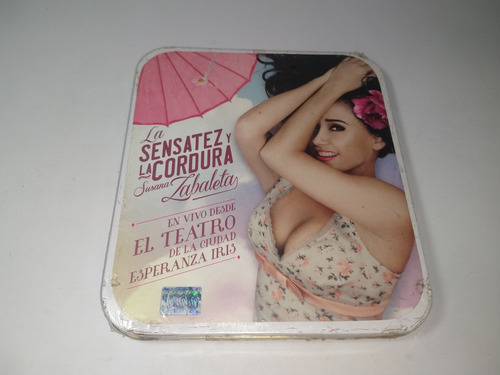 La
SENSATEZ Y
LA CORDURA
Susana Zabaleta
EN VIVO DESDE
EL TEATRO
DE LA CIUDAD
ESPERANZA IRIS